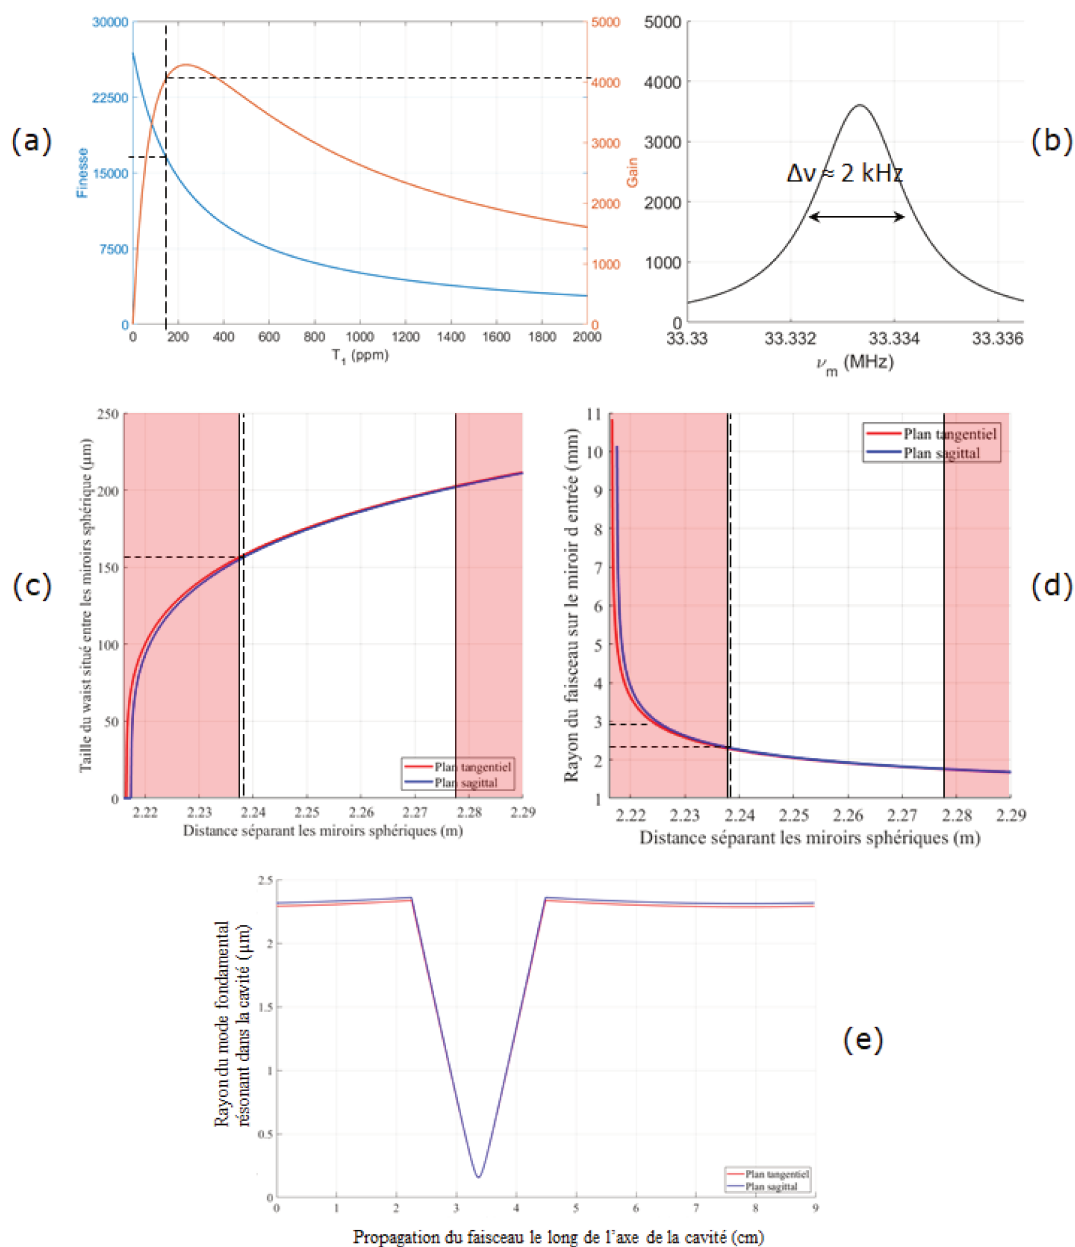 (a)
30000
22500
15000
7500
0
Finesse
5000
4000
3000
2000
1000
0
Gain
0 200 400 600 800 1000 1200 1400 1600 1800 2000
T1 (ppm)
(b)
5000
4000
3000
2000
1000
0
Δν ≈ 2 kHz
33.33 33.332 33.334 33.336
νm (MHz)
(c)
250
200
150
100
50
0
Taille du waist situé entre les miroirs sphérique (µm)
Plan tangentiel
Plan sagittal
2.22 2.23 2.24 2.25 2.26 2.27 2.28 2.29
Distance séparant les miroirs sphériques (m)
(d)
11
10
9
8
7
6
5
4
3
2
1
Rayon du faisceau sur le miroir d entrée (mm)
Plan tangentiel
Plan sagittal
2.22 2.23 2.24 2.25 2.26 2.27 2.28 2.29
Distance séparant les miroirs sphériques (m)
(e)
2.5
2
1.5
1
0.5
0
Rayon du mode fondamental
résonant dans la cavité (µm)
Plan tangentiel
Plan sagittal
0 1 2 3 4 5 6 7 8 9
Propagation du faisceau le long de l'axe de la cavité (cm)